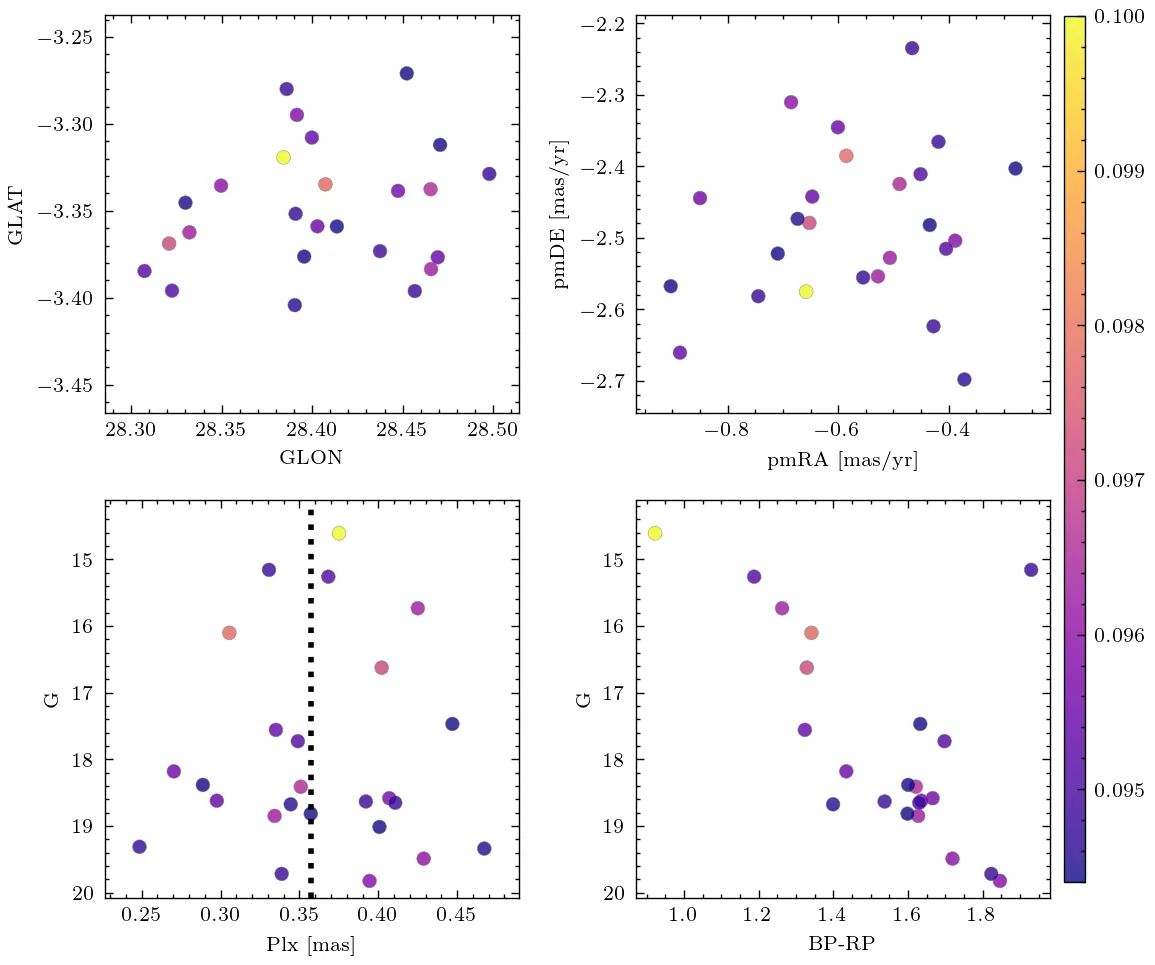 −3.25
−3.30
−3.35
−3.40
−3.45
GLAT
28.30 28.35 28.40 28.45 28.50
GLON
−2.2
−2.3
−2.4
−2.5
−2.6
−2.7
pmDE [mas/yr]
−0.8 −0.6 −0.4
pmRA [mas/yr]
0.100
0.099
0.098
0.097
0.096
0.095
15
16
17
18
19
20
G
0.25 0.30 0.35 0.40 0.45
Plx [mas]
15
16
17
18
19
20
G
1.0 1.2 1.4 1.6 1.8
BP-RP